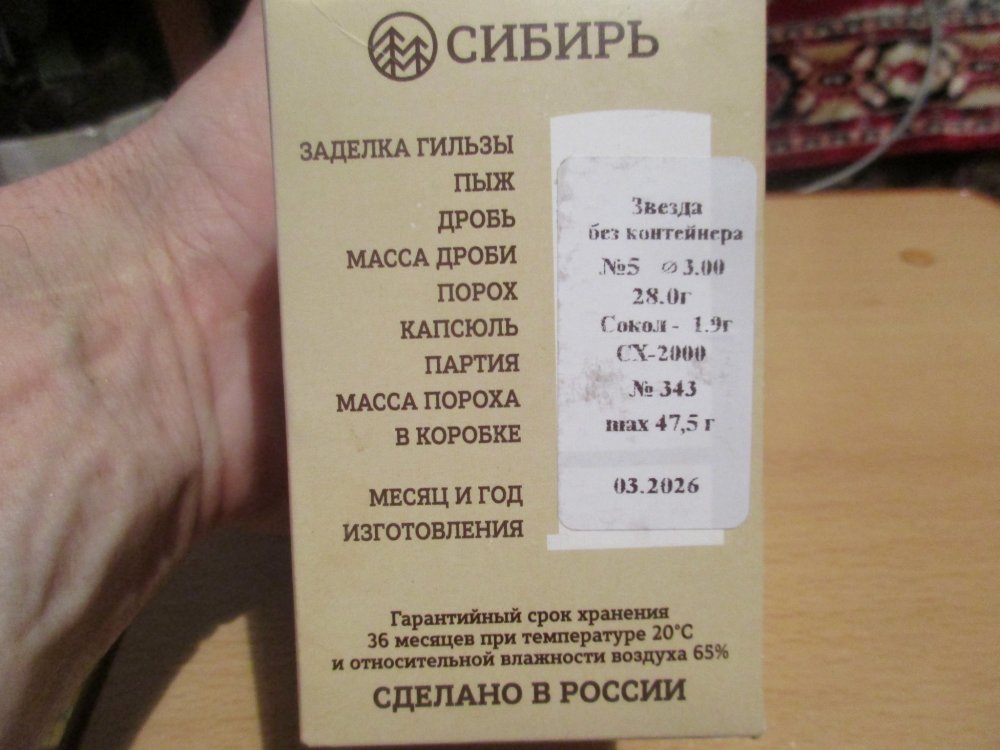 СИБИРЬ
ЗАДЕЛКА ГИЛЬЗЫ
Звезда
ПЫЖ
без контейнера
ДРОБЬ
№5 ⌀ 3.00
МАССА ДРОБИ
28.0г
ПОРОХ
Сокол - 1.9г
КАПСЮЛЬ
СХ-2000
ПАРТИЯ
№ 343
МАССА ПОРОХА
В КОРОБКЕ
max 47,5 г
МЕСЯЦ И ГОД
ИЗГОТОВЛЕНИЯ
03.2026
Гарантийный срок хранения
36 месяцев при температуре 20°C
и относительной влажности воздуха 65%
СДЕЛАНО В РОССИИ